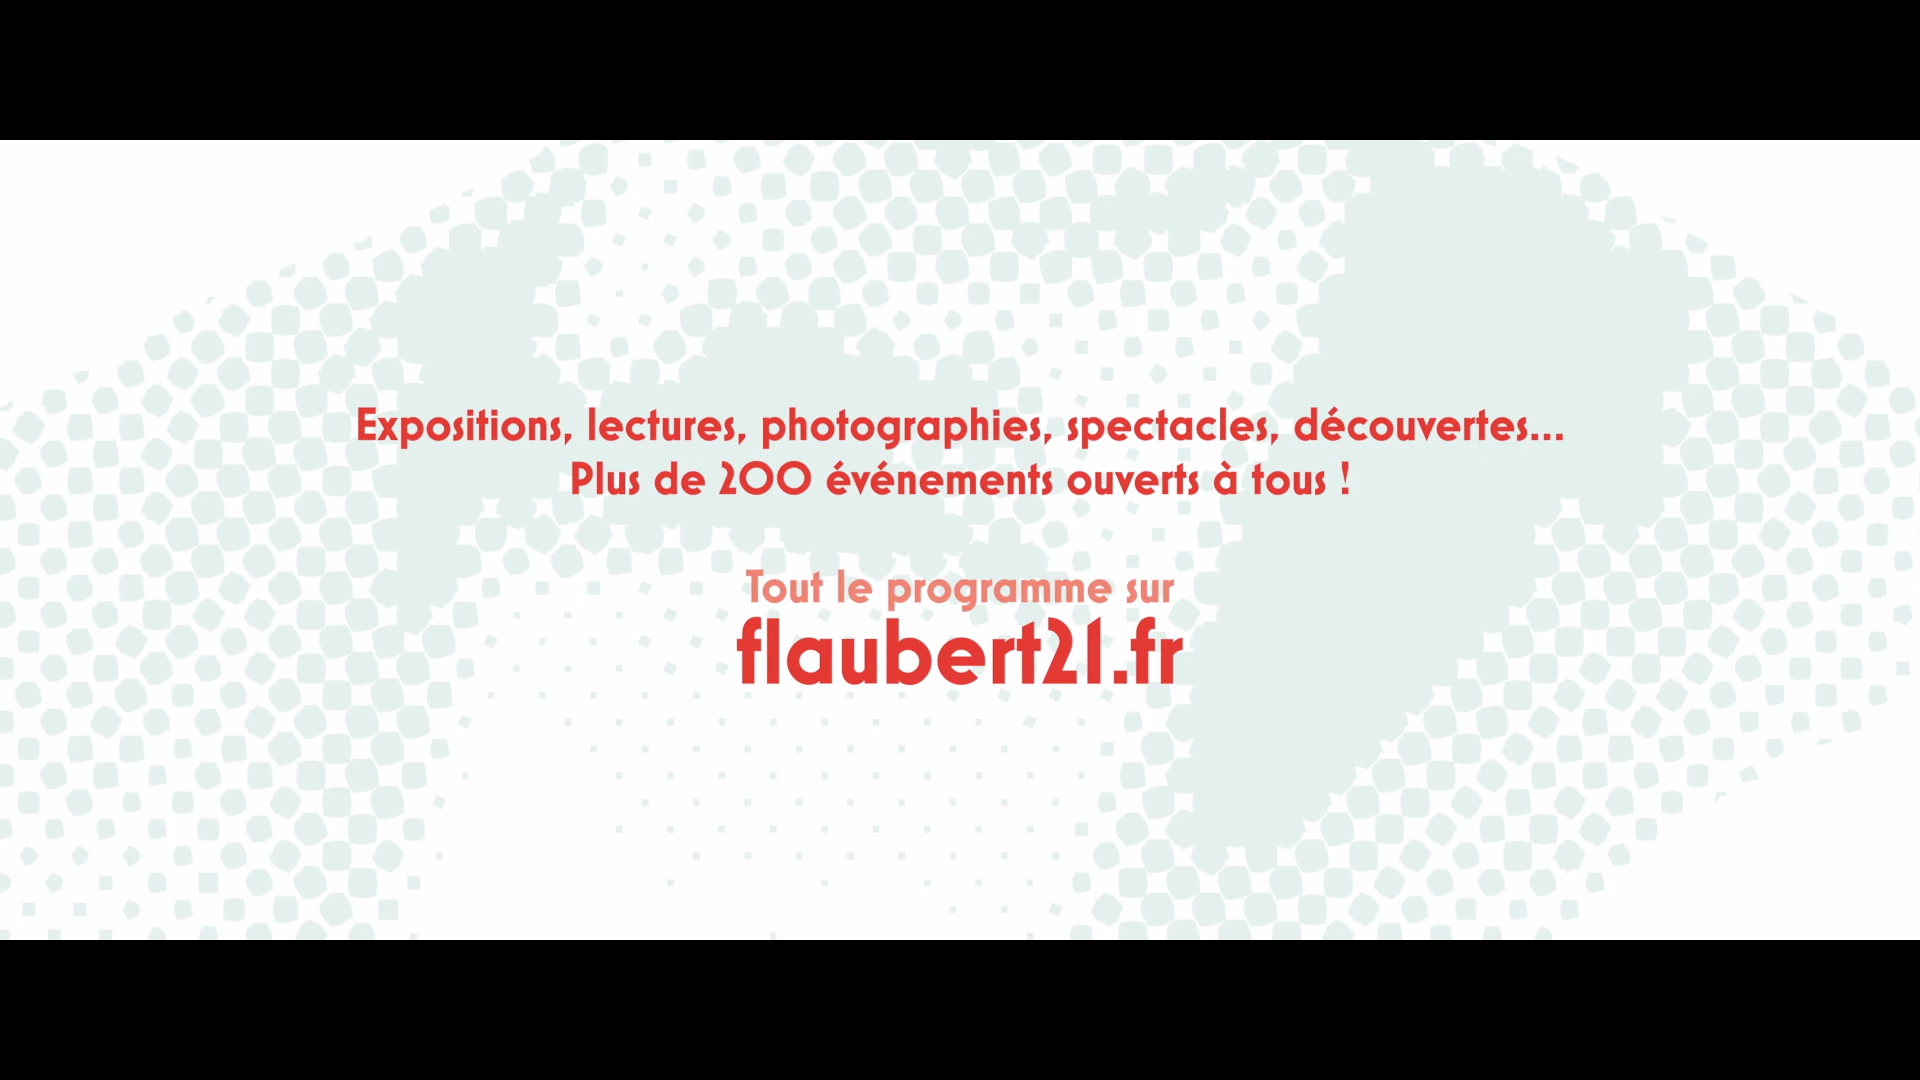 Expositions, lectures, photographies, spectacles, découvertes...
Plus de 200 événements ouverts à tous !
Tout le programme sur
flaubert21.fr